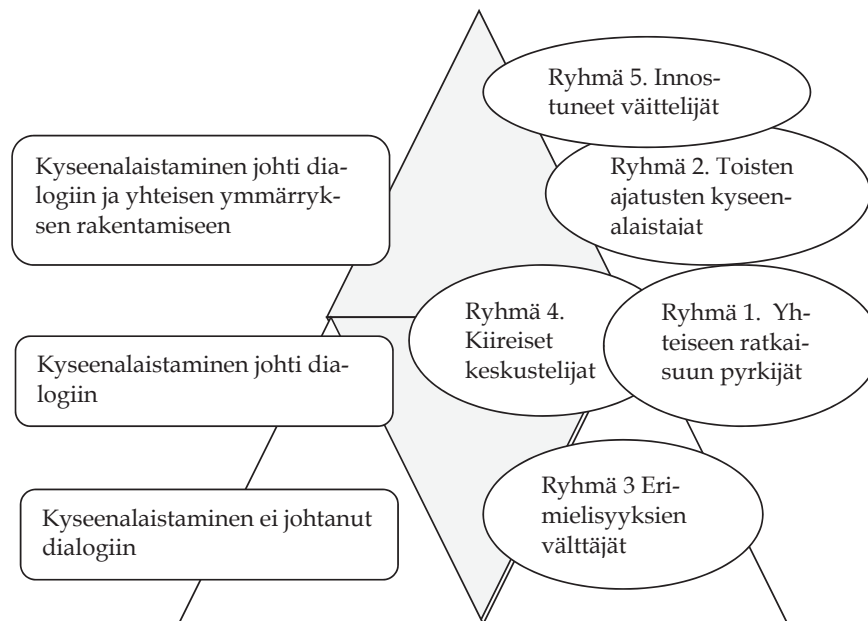 Ryhmä 5. Innos-
tuneet väittelijät
Kyseenalaistaminen johti dia-
logiin ja yhteisen ymmärryk-
sen rakentamiseen
Ryhmä 2. Toisten
ajatusten kyseen-
alaistajat
Ryhmä 4.
Kiireiset
keskustelijat
Ryhmä 1. Yh-
teiseen ratkai-
suun pyrkijät
Kyseenalaistaminen johti dia-
logiin
Ryhmä 3 Eri-
mielisyyksien
välttäjät
Kyseenalaistaminen ei johtanut
dialogiin